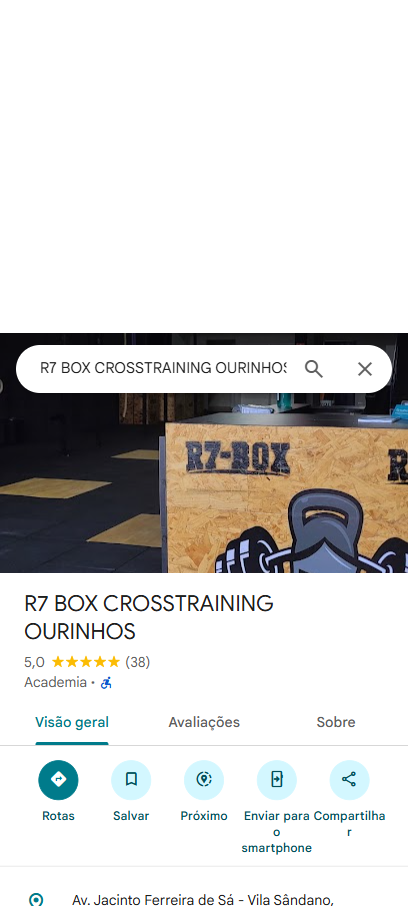 R7 BOX CROSSTRAINING OURINHOS
R7-BOX
R
R7 BOX CROSSTRAINING
OURINHOS
5,0 (38)
Academia ·
Visão geral Avaliações Sobre
Rotas Salvar Próximo Enviar para o smartphone Compartilhar
Av. Jacinto Ferreira de Sá - Vila Sândano,